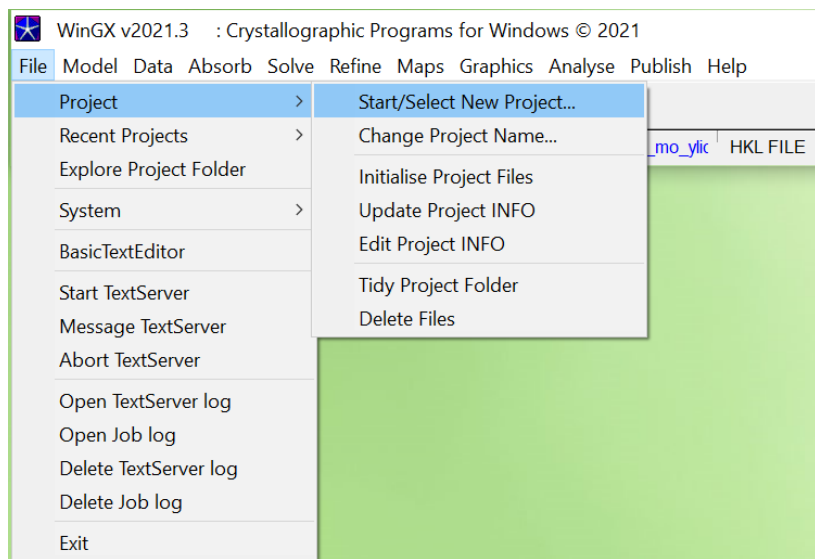 WinGX v2021.3 : Crystallographic Programs for Windows © 2021
File Model Data Absorb Solve Refine Maps Graphics Analyse Publish Help
Project >
Recent Projects >
Explore Project Folder
System >
BasicTextEditor
Start TextServer
Message TextServer
Abort TextServer
Open TextServ log
Open Job log
Delete TextServer log
Delete Job log
Exit
Start/Select New Project...
Change Project Name...
Initialise Project Files
Update Project INFO
Edit Project INFO
Tidy Project Folder
Delete Files
_mo_ylic HKL FILE